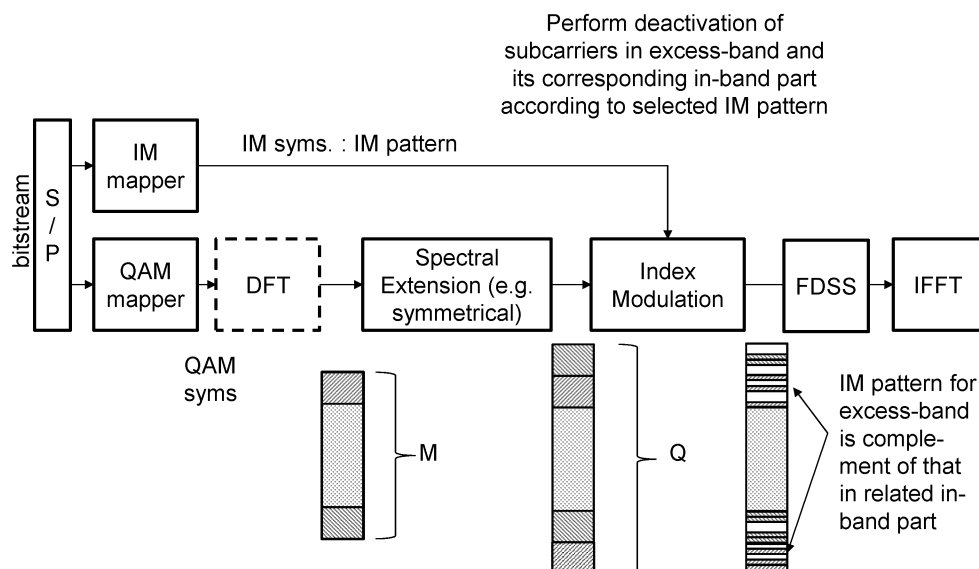 Perform deactivation of
subcarriers in excess-band and
its corresponding in-band part
according to selected IM pattern
bitstream
S
/
P
IM
mapper
IM syms. : IM pattern
QAM
mapper
DFT
Spectral
Extension (e.g.
symmetrical)
Index
Modulation
FDSS
IFFT
QAM
syms
M
Q
IM pattern for
excess-band
is comple-
ment of that
in related in-
band part